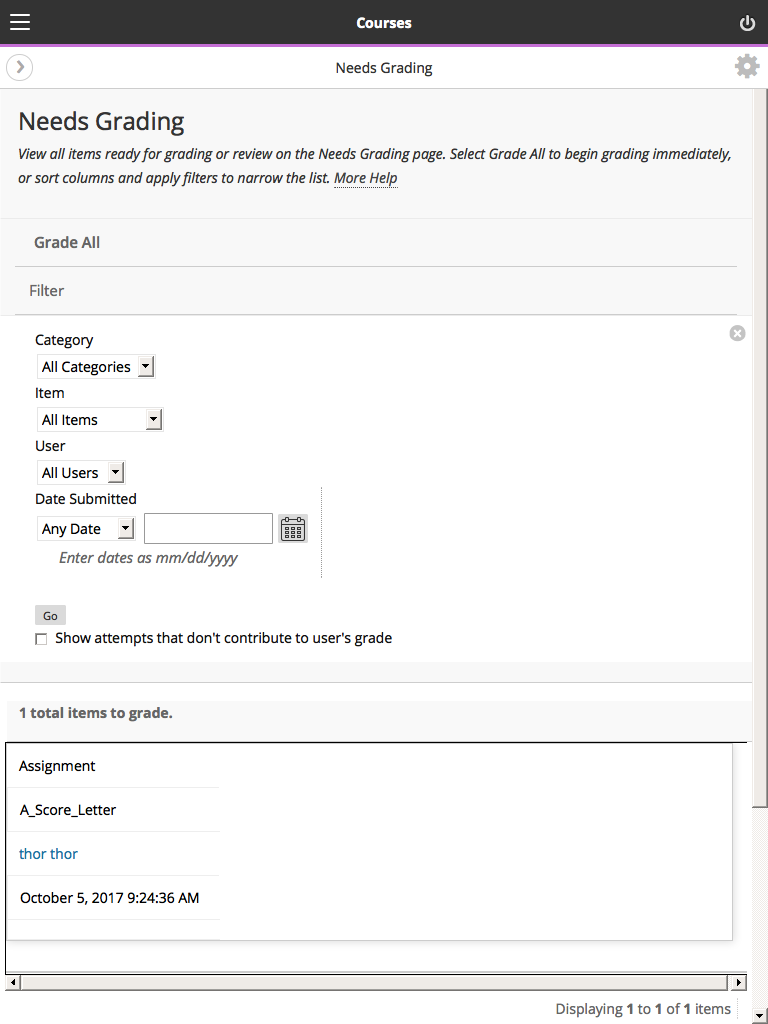 Courses
Needs Grading
Needs Grading
View all items ready for grading or review on the Needs Grading page. Select Grade All to begin grading immediately,
or sort columns and apply filters to narrow the list. More Help
Grade All
Filter
Category
All Categories
Item
All Items
User
All Users
Date Submitted
Any Date
Enter dates as mm/dd/yyyy
Go
Show attempts that don't contribute to user's grade
1 total items to grade.
Assignment
A_Score_Letter
thor thor
October 5, 2017 9:24:36 AM
Displaying 1 to 1 of 1 items